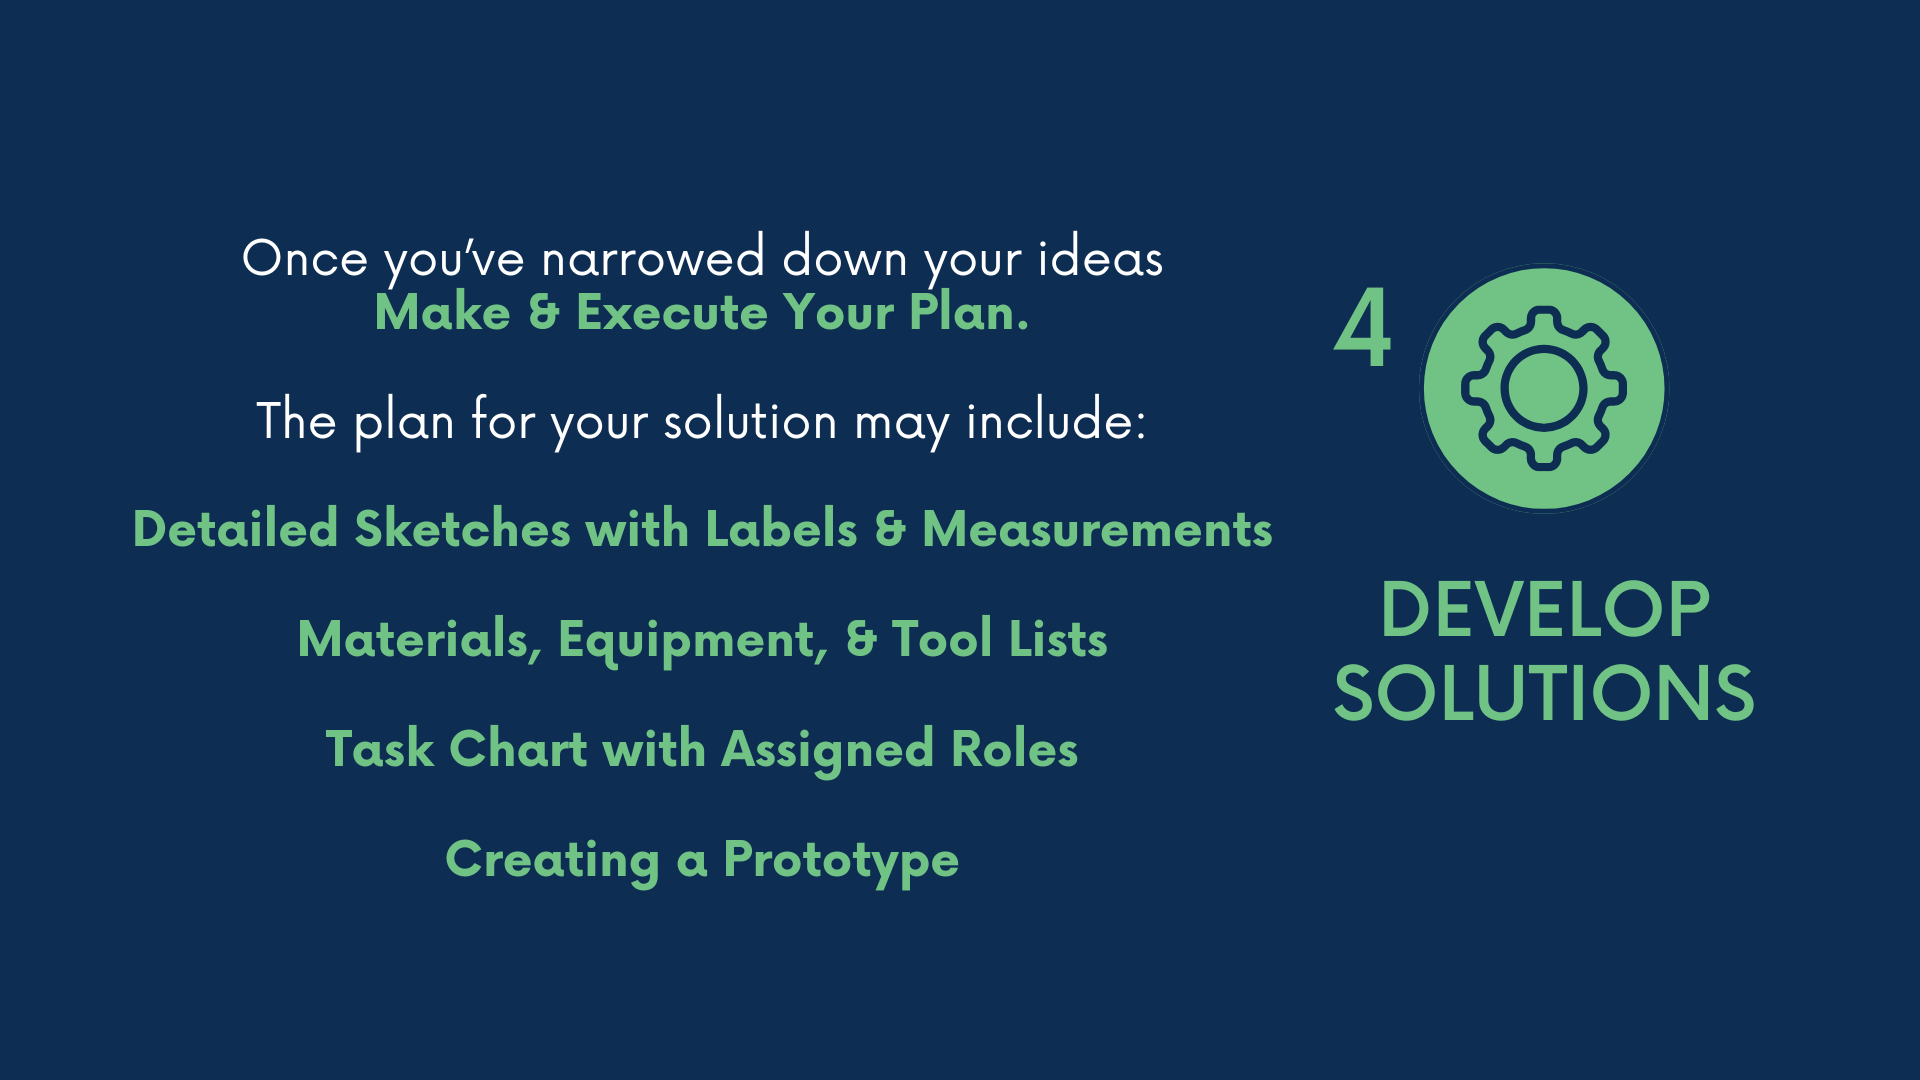 Once you’ve narrowed down your ideas
Make & Execute Your Plan.
The plan for your solution may include:
Detailed Sketches with Labels & Measurements
Materials, Equipment, & Tool Lists
Task Chart with Assigned Roles
Creating a Prototype
4
DEVELOP
SOLUTIONS